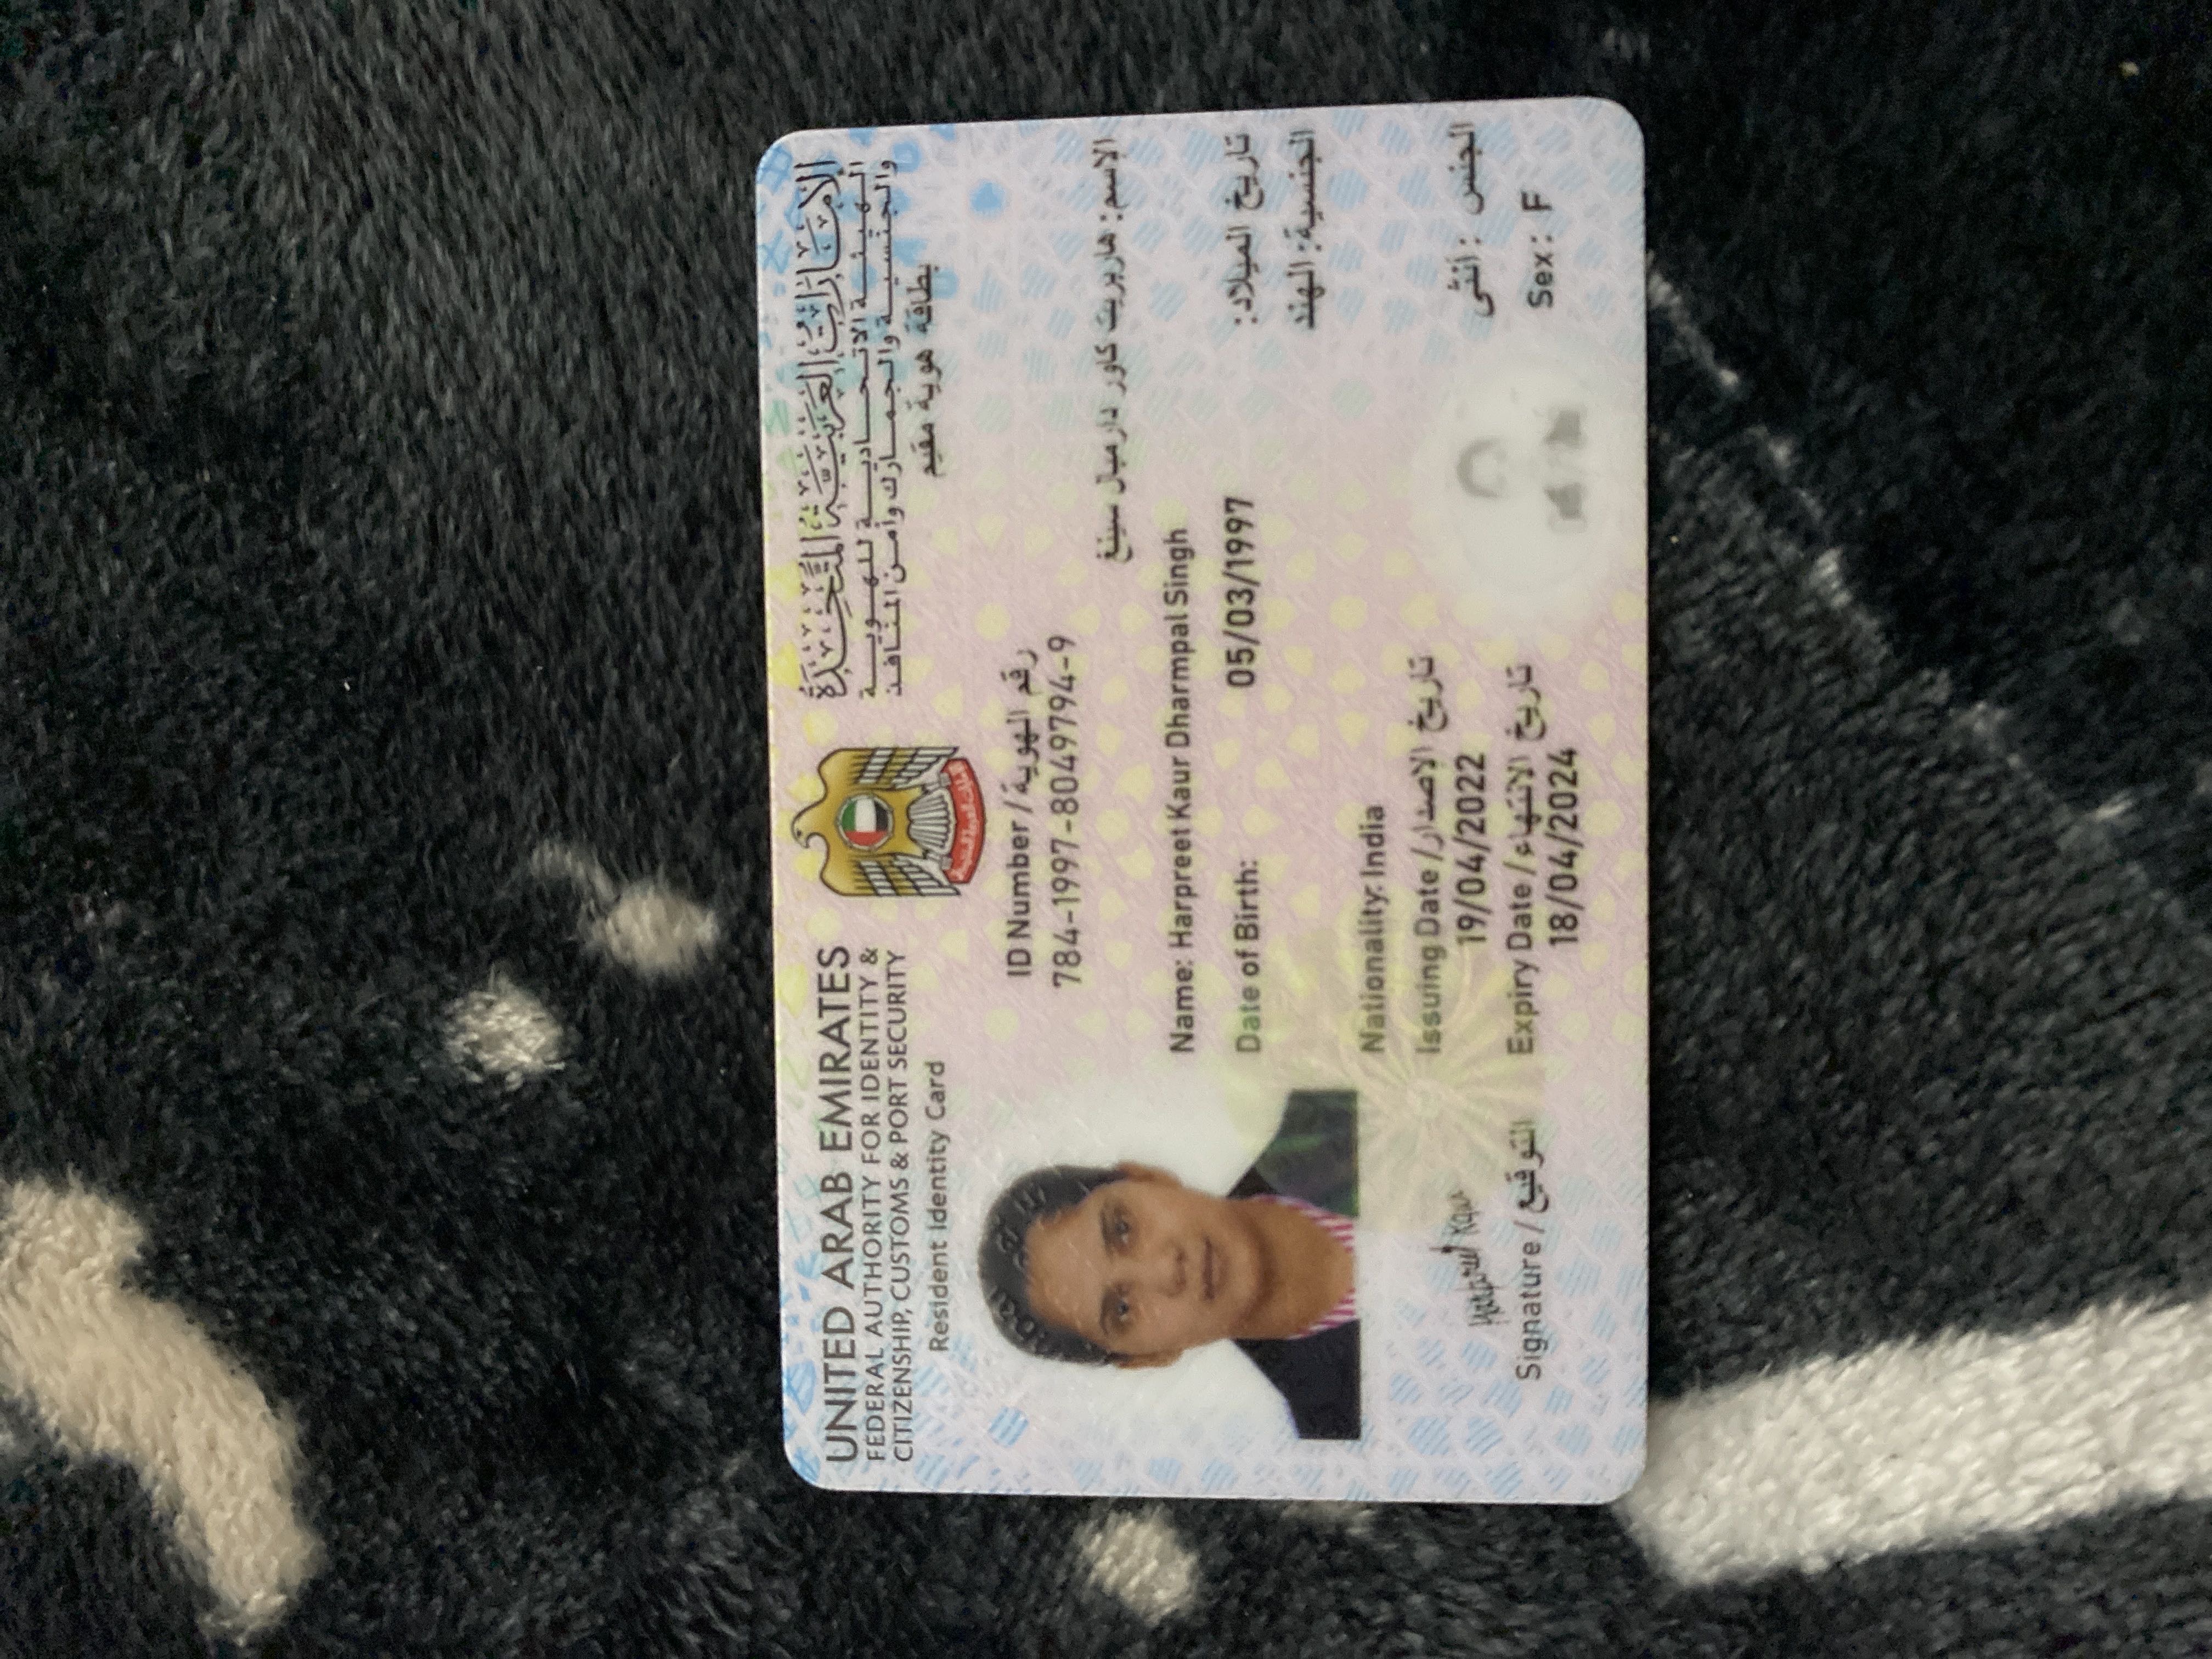 UNITED ARAB EMIRATES
FEDERAL AUTHORITY FOR IDENTITY &
CITIZENSHIP, CUSTOMS & PORT SECURITY
Resident Identity Card
الإمارات العربية المتحدة
الهيئة الاتحادية للهوية
والجنسية والجمارك وأمن المنافذ
بطاقة هوية مقيم
ID Number / رقم الهوية
784-1997-8049794-9
الإسم: هاربريت كاور دارمبال سينغ
Name: Harpreet Kaur Dharmpal Singh
Date of Birth: 05/03/1997 تاريخ الميلاد:
الجنسية: الهند
Nationality: India
Issuing Date / تاريخ الاصدار
19/04/2022
Expiry Date / تاريخ الانتهاء
18/04/2024
الجنس : أنثى
Sex: F
Harpreet Kaur
Signature / التوقيع